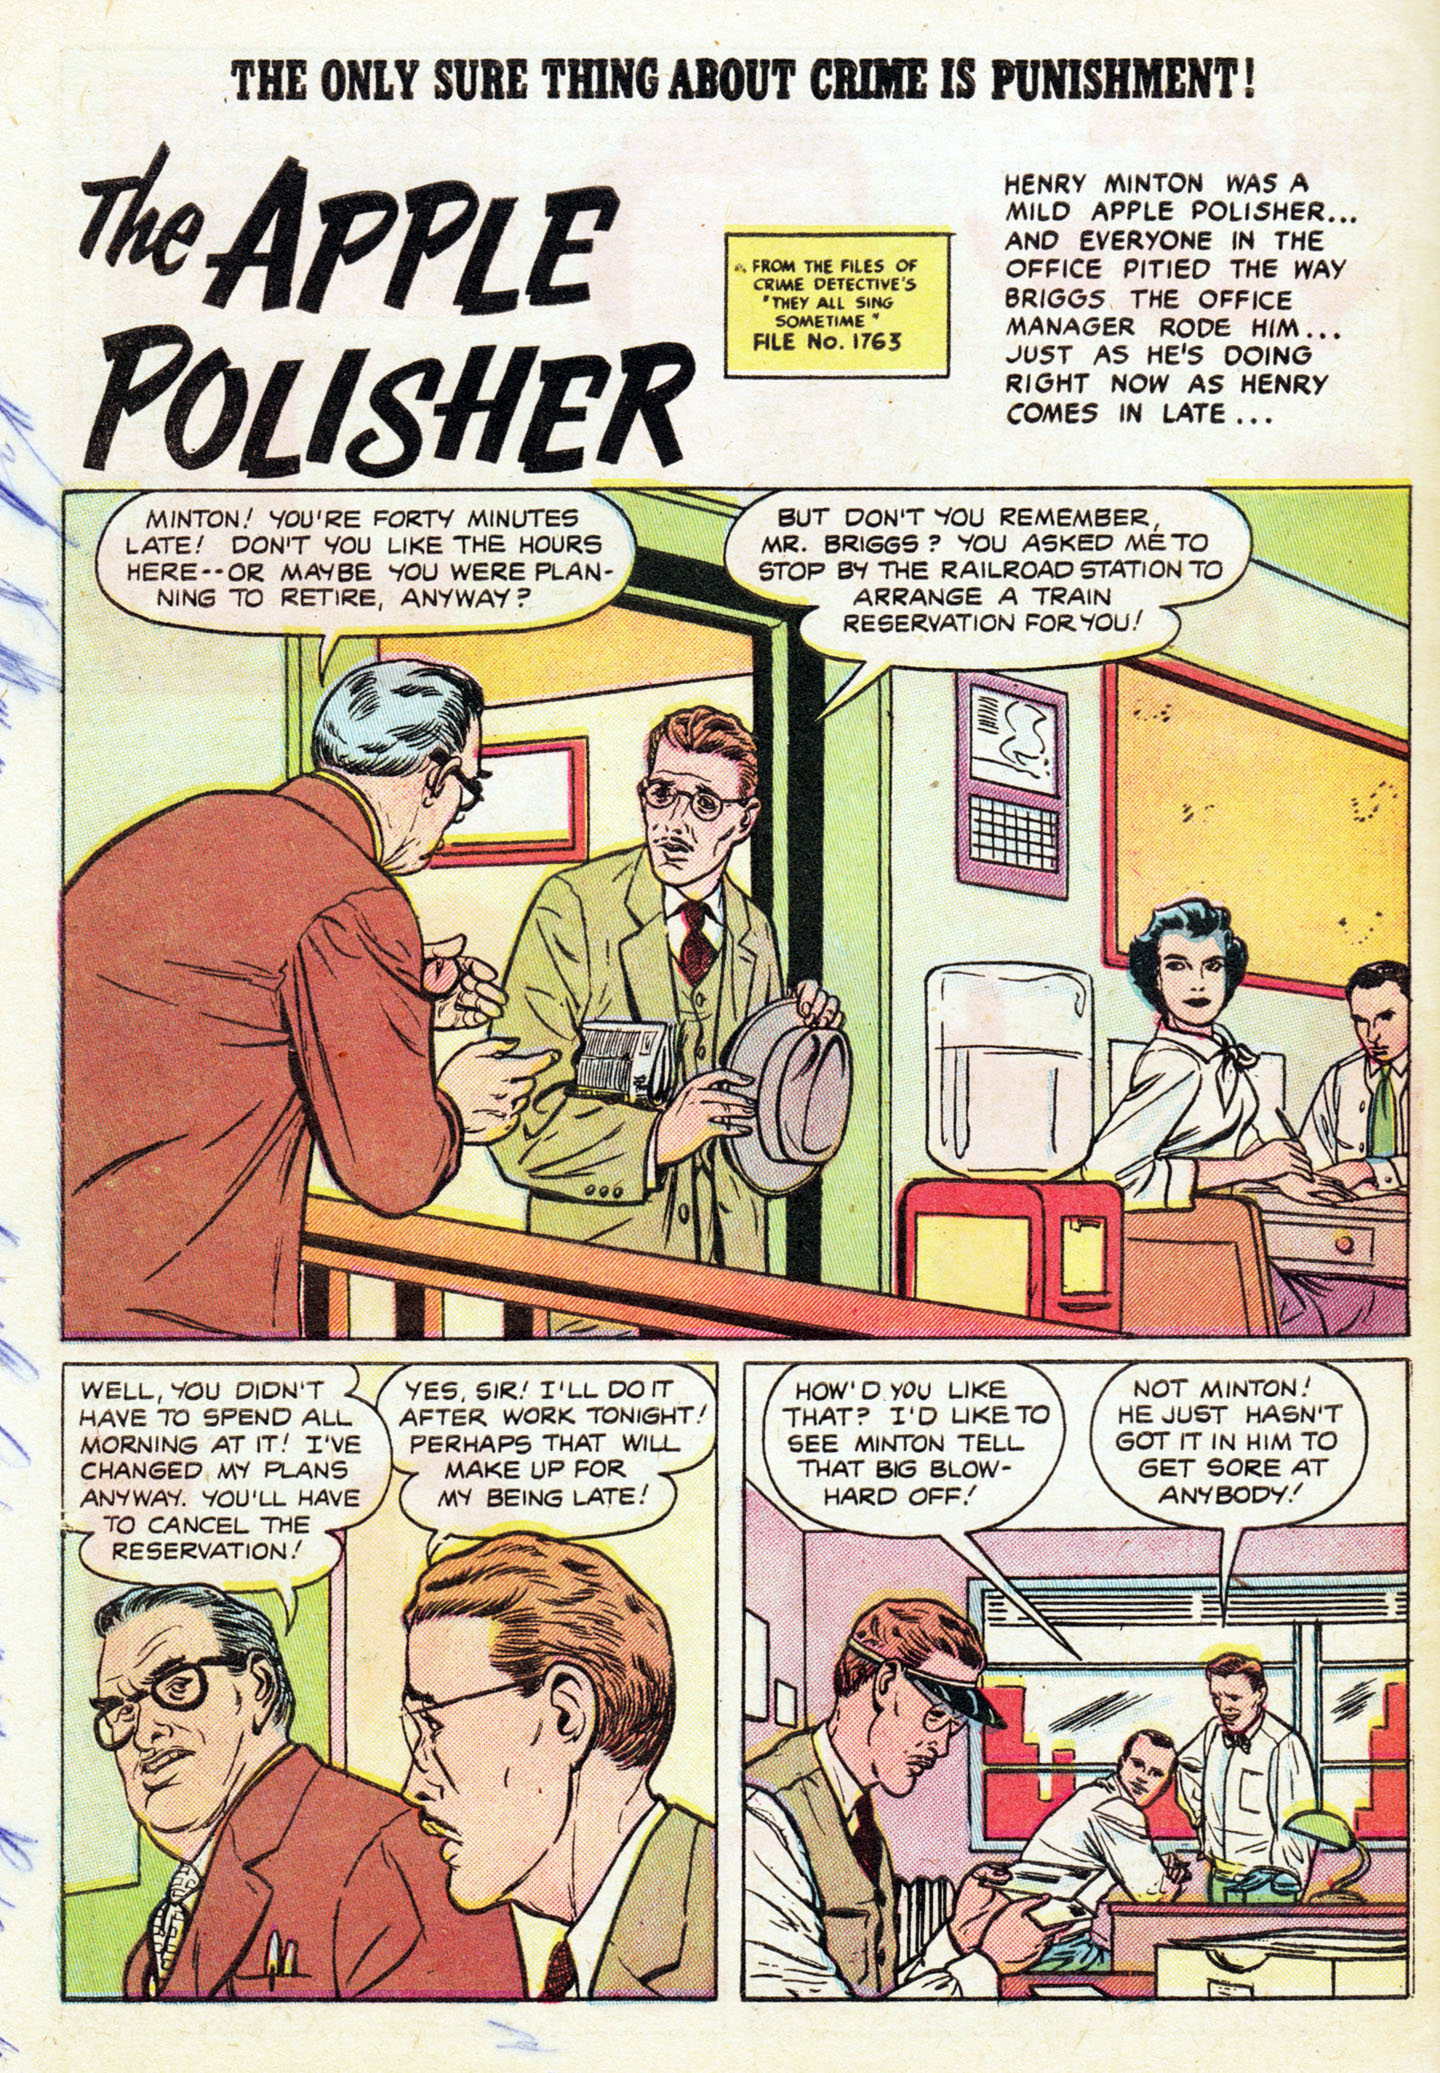 THE ONLY SURE THING ABOUT CRIME IS PUNISHMENT!
The APPLE
POLISHER
FROM THE FILES OF
CRIME DETECTIVE'S
"THEY ALL SING
SOMETIME"
FILE No. 1763
HENRY MINTON WAS A
MILD APPLE POLISHER...
AND EVERYONE IN THE
OFFICE PITIED THE WAY
BRIGGS THE OFFICE
MANAGER RODE HIM...
JUST AS HE'S DOING
RIGHT NOW AS HENRY
COMES IN LATE...
MINTON! YOU'RE FORTY MINUTES
LATE! DON'T YOU LIKE THE HOURS
HERE--OR MAYBE YOU WERE PLAN-
NING TO RETIRE, ANYWAY?
BUT DON'T YOU REMEMBER,
MR. BRIGGS? YOU ASKED ME TO
STOP BY THE RAILROAD STATION TO
ARRANGE A TRAIN
RESERVATION FOR YOU!
WELL, YOU DIDN'T
HAVE TO SPEND ALL
MORNING AT IT! I'VE
CHANGED MY PLANS
ANYWAY. YOU'LL HAVE
TO CANCEL THE
RESERVATION!
YES, SIR! I'LL DO IT
AFTER WORK TONIGHT!
PERHAPS THAT WILL
MAKE UP FOR
MY BEING LATE!
HOW'D YOU LIKE
THAT? I'D LIKE TO
SEE MINTON TELL
THAT BIG BLOW-
HARD OFF!
NOT MINTON!
HE JUST HASN'T
GOT IT IN HIM TO
GET SORE AT
ANYBODY!